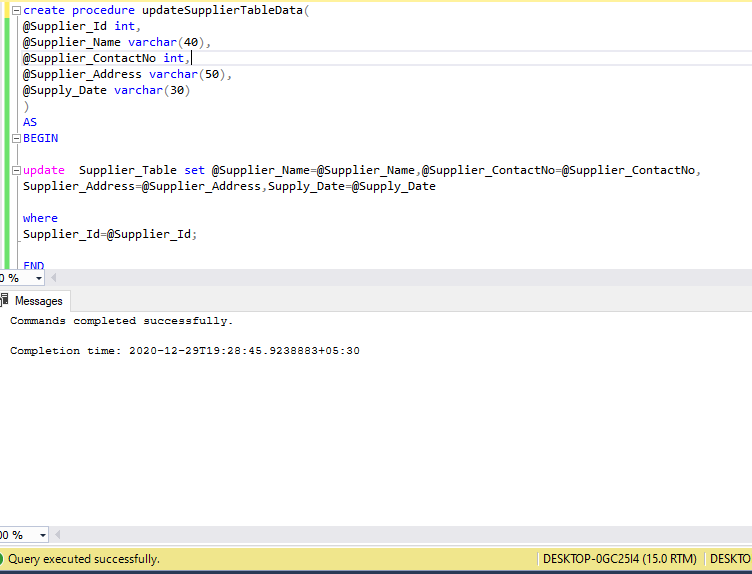 create procedure updateSupplierTableData(
@Supplier_Id int,
@Supplier_Name varchar(40),
@Supplier_ContactNo int,
@Supplier_Address varchar(50),
@Supply_Date varchar(30)
)
AS
BEGIN
update  Supplier_Table set @Supplier_Name=@Supplier_Name,@Supplier_ContactNo=@Supplier_ContactNo,
Supplier_Address=@Supplier_Address,Supply_Date=@Supply_Date
where
Supplier_Id=@Supplier_Id;
END
0 %
Messages
Commands completed successfully.
Completion time: 2020-12-29T19:28:45.9238883+05:30
00 %
Query executed successfully.
DESKTOP-0GC25I4 (15.0 RTM)
DESKTO